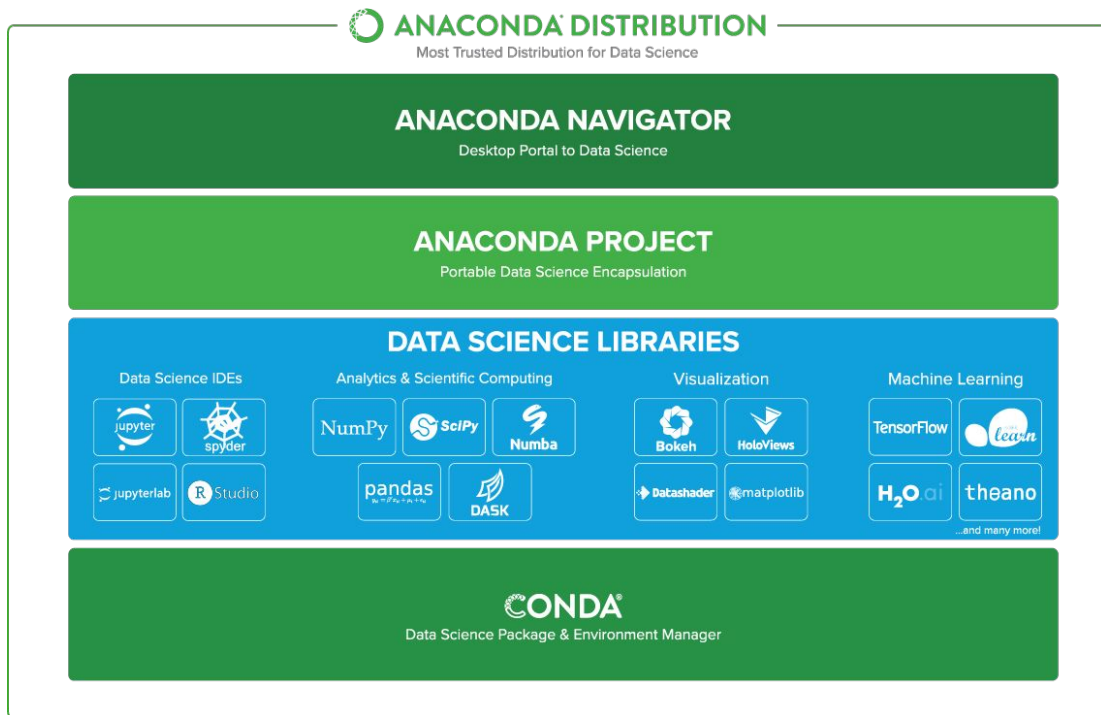 ANACONDA® DISTRIBUTION
Most Trusted Distribution for Data Science
ANACONDA NAVIGATOR
Desktop Portal to Data Science
ANACONDA PROJECT
Portable Data Science Encapsulation
DATA SCIENCE LIBRARIES
Data Science IDEs
jupyter
spyder
jupyterlab
R Studio
Analytics & Scientific Computing
NumPy
SciPy
Numba
pandas
DASK
Visualization
Bokeh
HoloViews
Datashader
matplotlib
Machine Learning
TensorFlow
learn
H2O.ai
theano
...and many more!
CONDA®
Data Science Package & Environment Manager